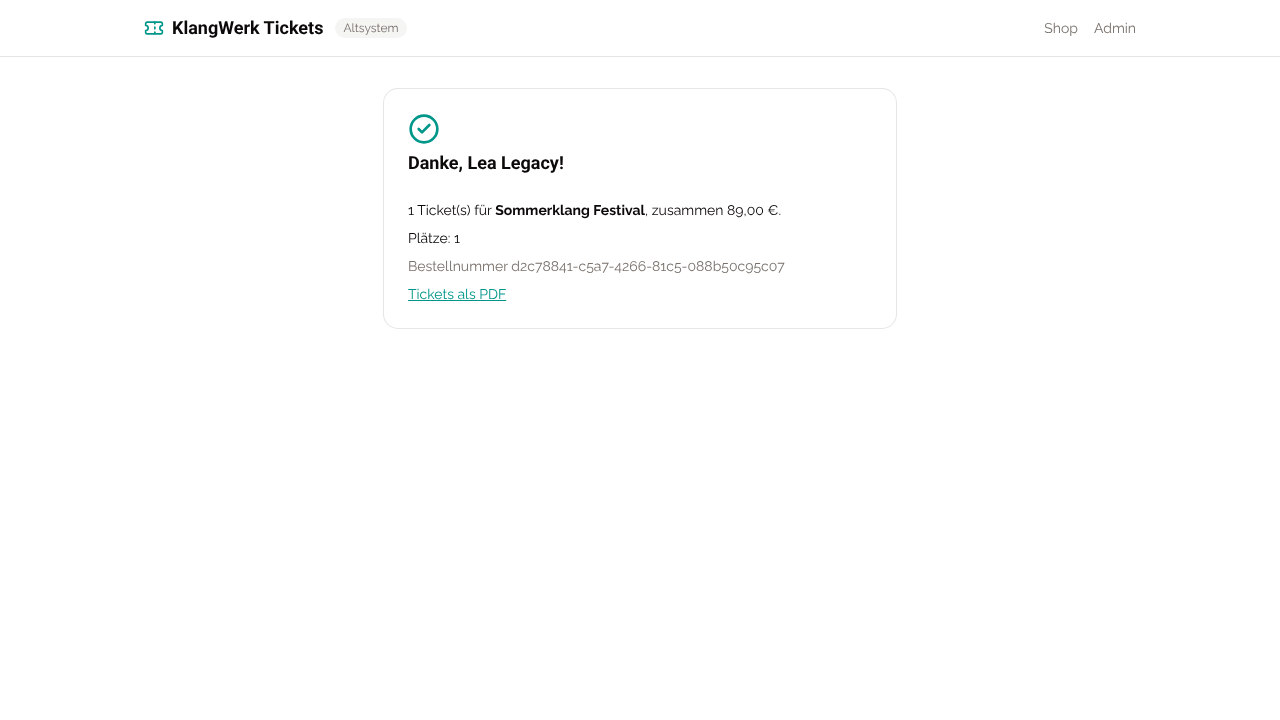 KlangWerk Tickets Altsystem Shop Admin
Danke, Lea Legacy!
1 Ticket(s) für Sommerklang Festival, zusammen 89,00 €.
Plätze: 1
Bestellnummer d2c78841-c5a7-4266-81c5-088b50c95c07
Tickets als PDF